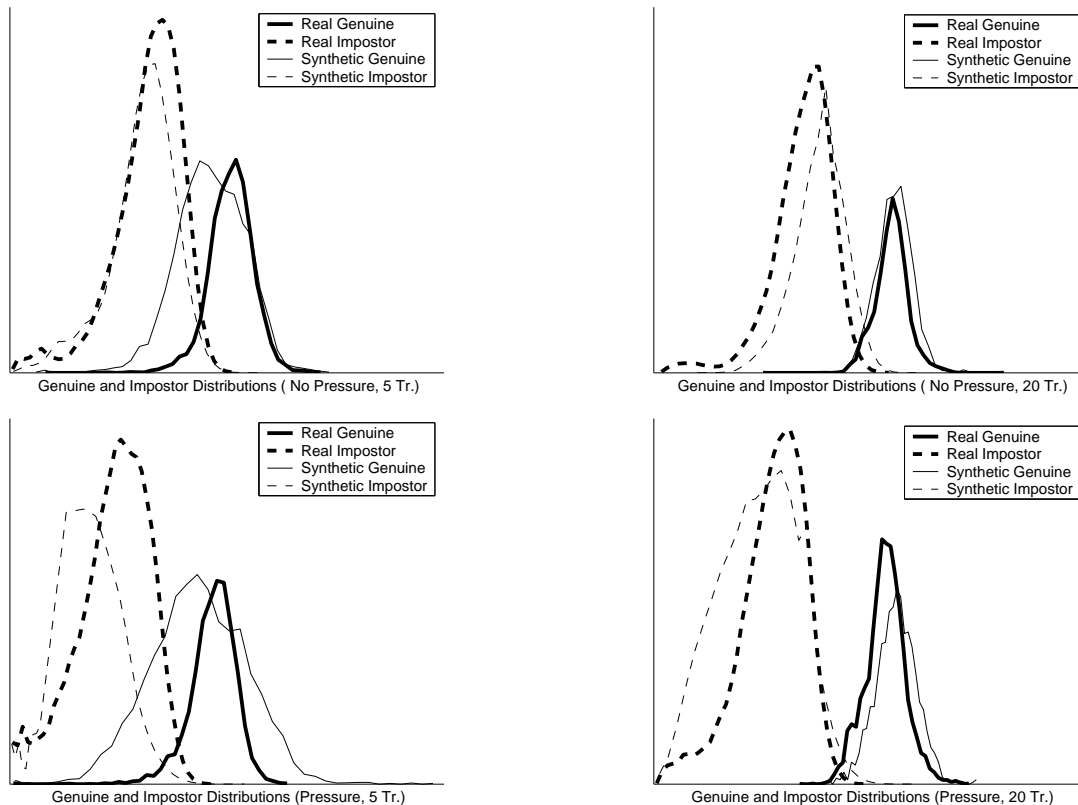 Real Genuine
Real Impostor
Synthetic Genuine
Synthetic Impostor
Genuine and Impostor Distributions ( No Pressure, 5 Tr.)
Real Genuine
Real Impostor
Synthetic Genuine
Synthetic Impostor
Genuine and Impostor Distributions ( No Pressure, 20 Tr.)
Real Genuine
Real Impostor
Synthetic Genuine
Synthetic Impostor
Genuine and Impostor Distributions (Pressure, 5 Tr.)
Real Genuine
Real Impostor
Synthetic Genuine
Synthetic Impostor
Genuine and Impostor Distributions (Pressure, 20 Tr.)